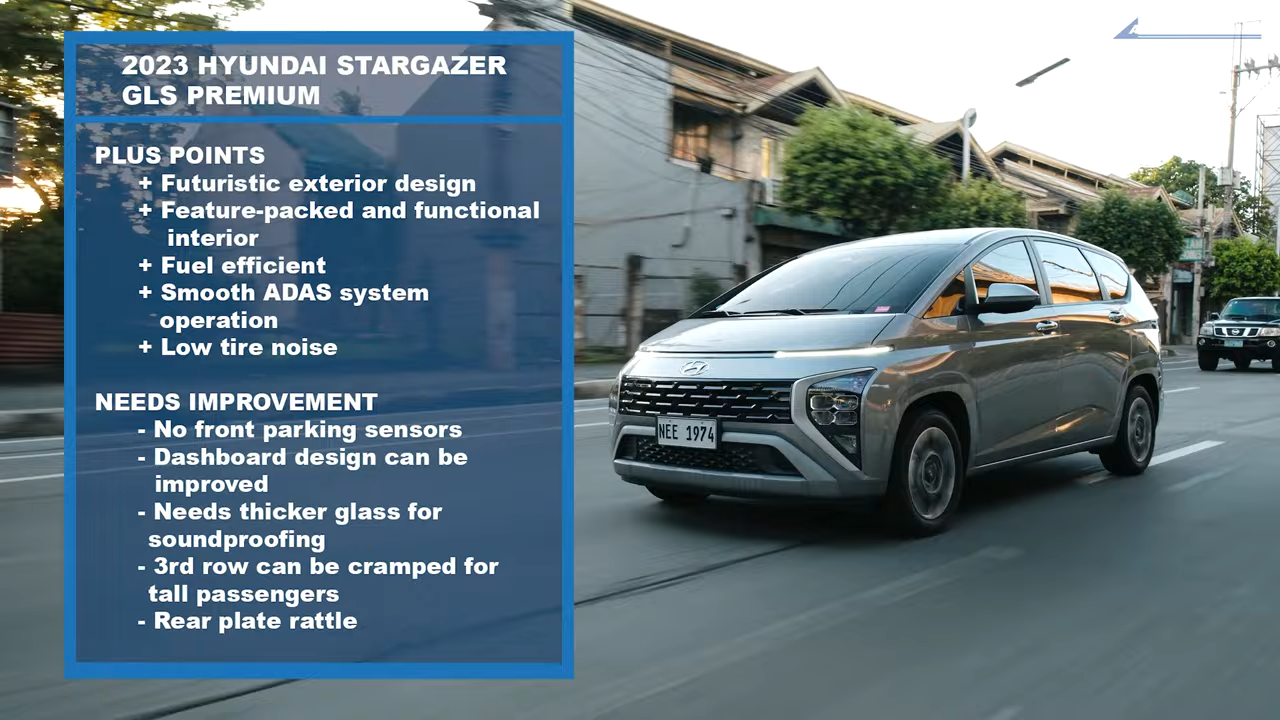 2023 HYUNDAI STARGAZER
GLS PREMIUM
PLUS POINTS
+ Futuristic exterior design
+ Feature-packed and functional
interior
+ Fuel efficient
+ Smooth ADAS system
operation
+ Low tire noise
NEEDS IMPROVEMENT
- No front parking sensors
- Dashboard design can be
improved
- Needs thicker glass for
soundproofing
- 3rd row can be cramped for
tall passengers
- Rear plate rattle
NEE 1974